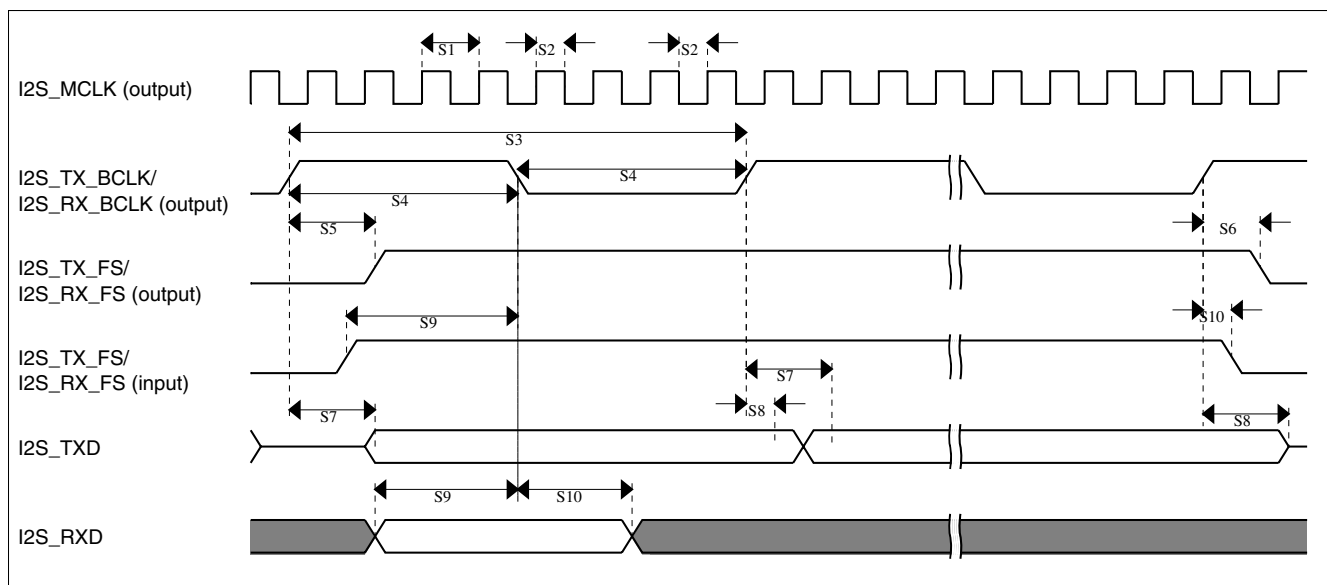 S1 S2 S2
I2S_MCLK (output)
S3
I2S_TX_BCLK/
I2S_RX_BCLK (output)
S4
S4
S5
S6
I2S_TX_FS/
I2S_RX_FS (output)
S9
S10
I2S_TX_FS/
I2S_RX_FS (input)
S7
S7
S8
S8
I2S_TXD
S9
S10
I2S_RXD